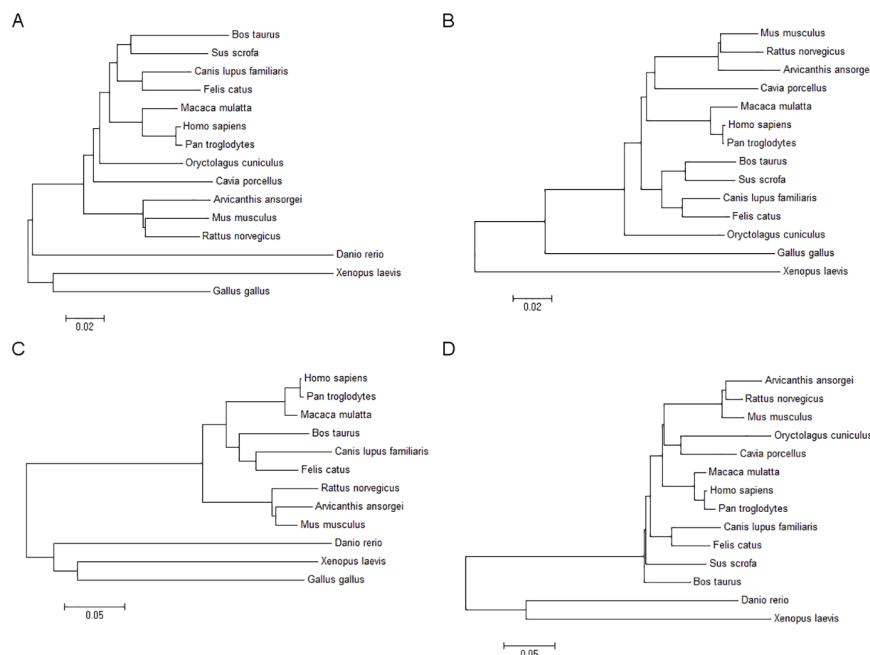 A
Bos taurus
Sus scrofa
Canis lupus familiaris
Felis catus
Macaca mulatta
Homo sapiens
Pan troglodytes
Oryctolagus cuniculus
Cavia porcellus
Arvicanthis ansorgei
Mus musculus
Rattus norvegicus
Danio rerio
Xenopus laevis
Gallus gallus
0.02
B
Mus musculus
Rattus norvegicus
Arvicanthis ansorge
Cavia porcellus
Macaca mulatta
Homo sapiens
Pan troglodytes
Bos taurus
Sus scrofa
Canis lupus familiaris
Felis catus
Oryctolagus cuniculus
Gallus gallus
Xenopus laevis
0.02
C
Homo sapiens
Pan troglodytes
Macaca mulatta
Bos taurus
Canis lupus familiaris
Felis catus
Rattus norvegicus
Arvicanthis ansorgei
Mus musculus
Danio rerio
Xenopus laevis
Gallus gallus
0.05
D
Arvicanthis ansorgei
Rattus norvegicus
Mus musculus
Oryctolagus cuniculus
Cavia porcellus
Macaca mulatta
Homo sapiens
Pan troglodytes
Canis lupus familiaris
Felis catus
Sus scrofa
Bos taurus
Danio rerio
Xenopus laevis
0.05